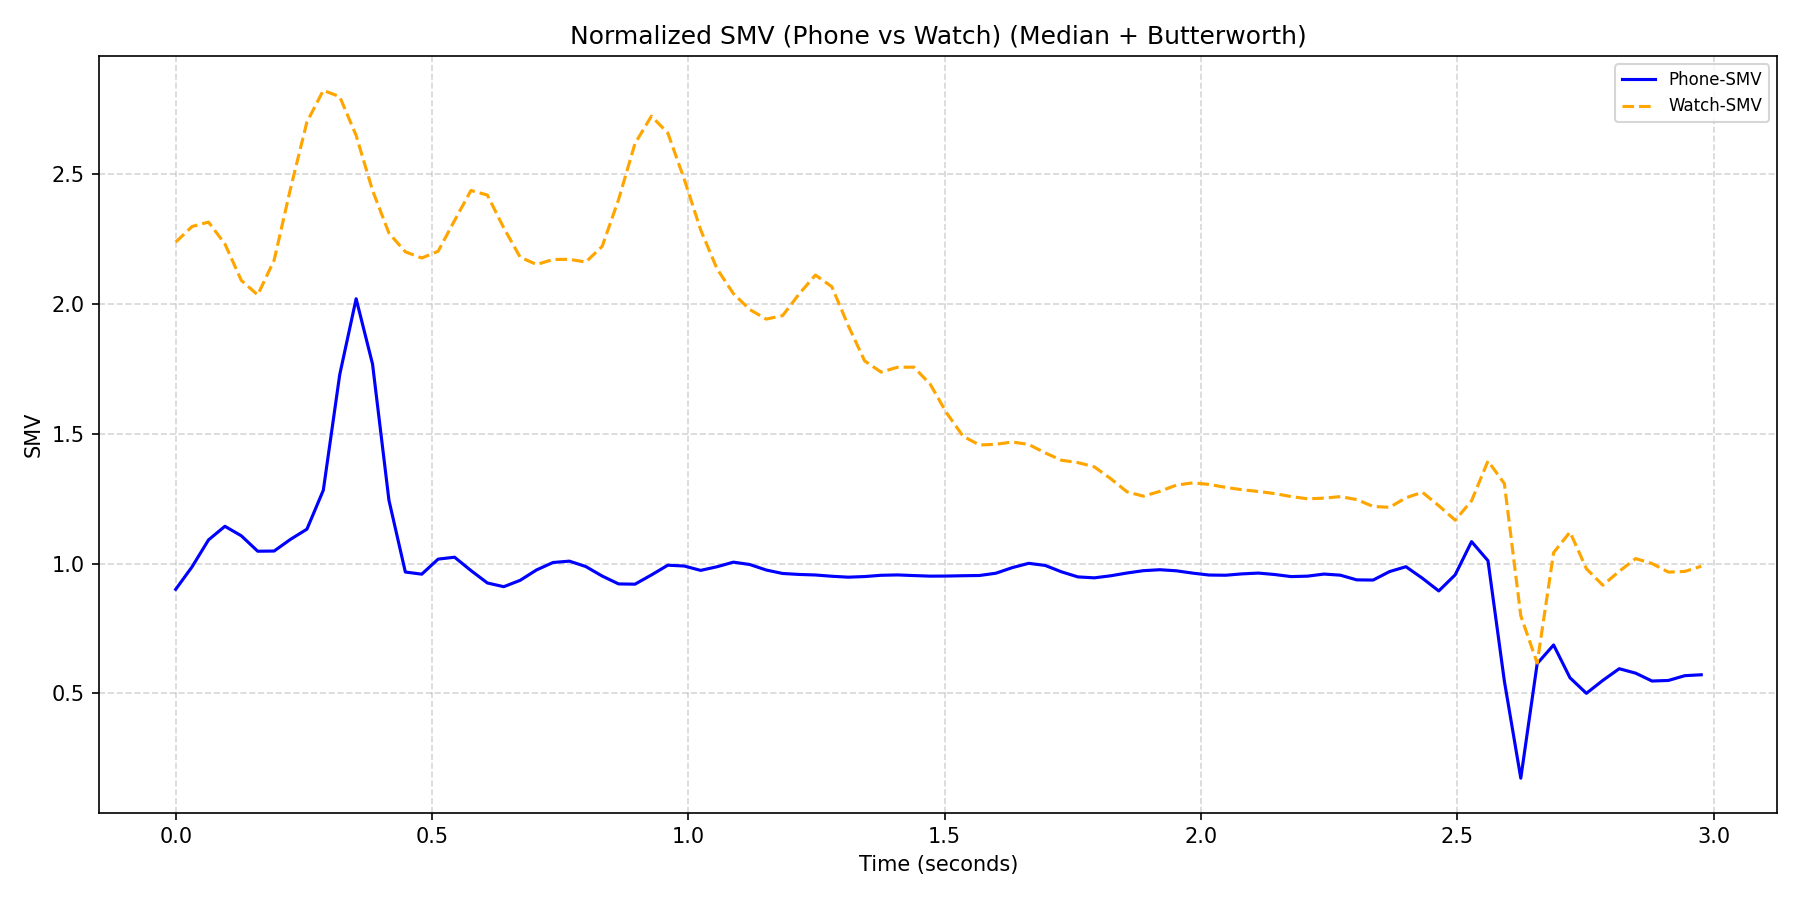 Normalized SMV (Phone vs Watch) (Median + Butterworth)
Phone-SMV
Watch-SMV
2.5
2.0
1.5
1.0
0.5
SMV
0.0 0.5 1.0 1.5 2.0 2.5 3.0
Time (seconds)